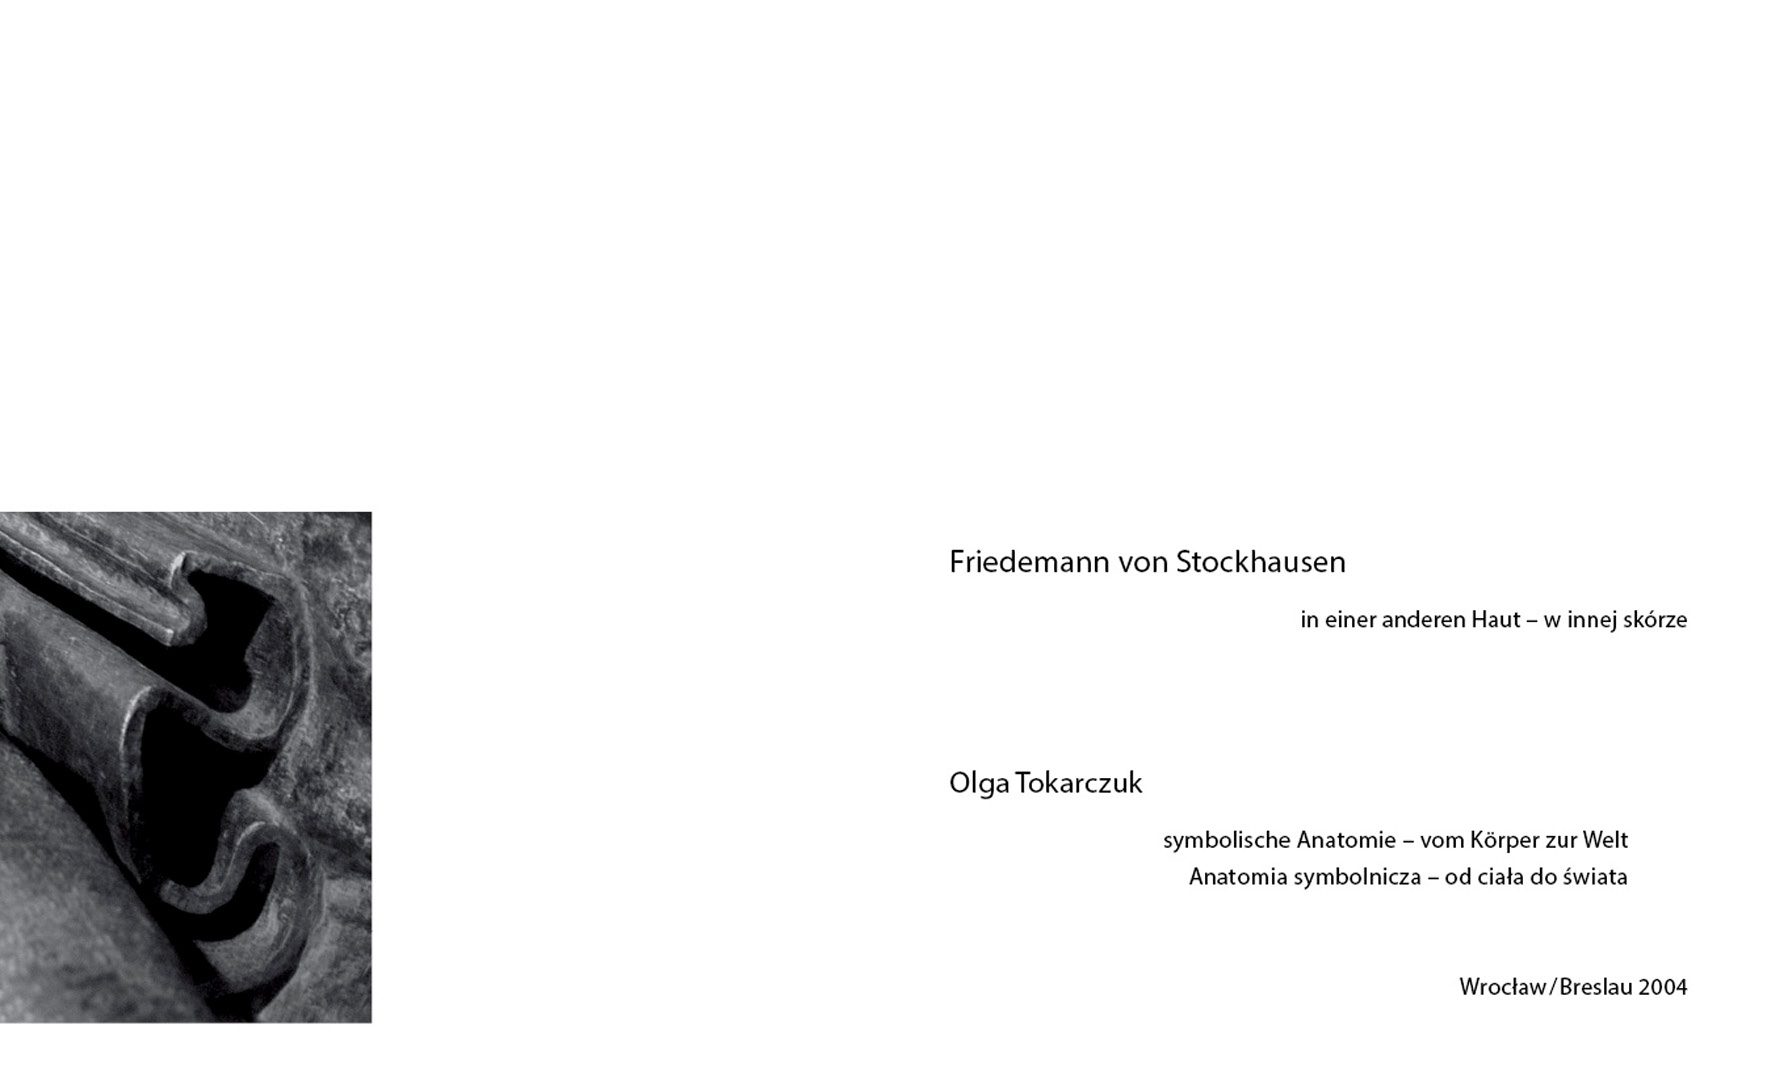 Friedemann von Stockhausen
in einer anderen Haut – w innej skórze
Olga Tokarczuk
symbolische Anatomie – vom Körper zur Welt
Anatomia symbolnicza – od ciała do świata
Wrocław/Breslau 2004